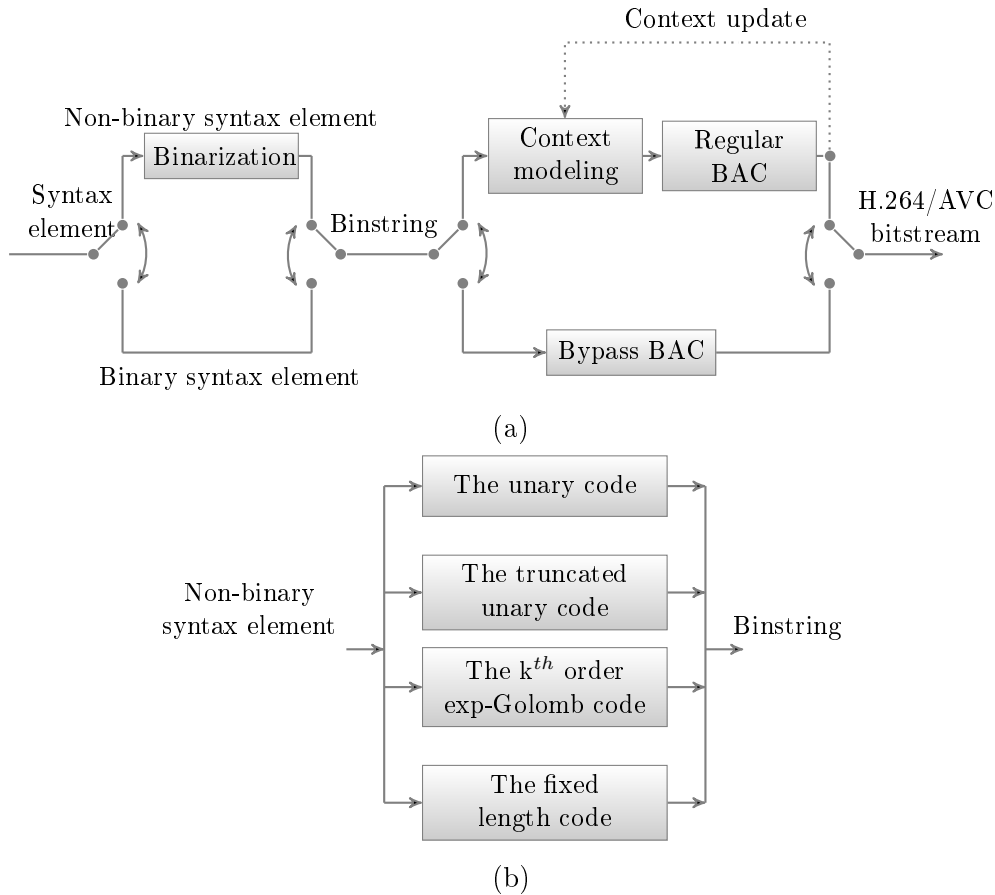 Context update
Non-binary syntax element
Binarization
Context
modeling
Regular
BAC
Syntax
element
Binstring
H.264/AVC
bitstream
Bypass BAC
Binary syntax element
(a)
The unary code
The truncated
unary code
Non-binary
syntax element
Binstring
The k^{th} order
exp-Golomb code
The fixed
length code
(b)